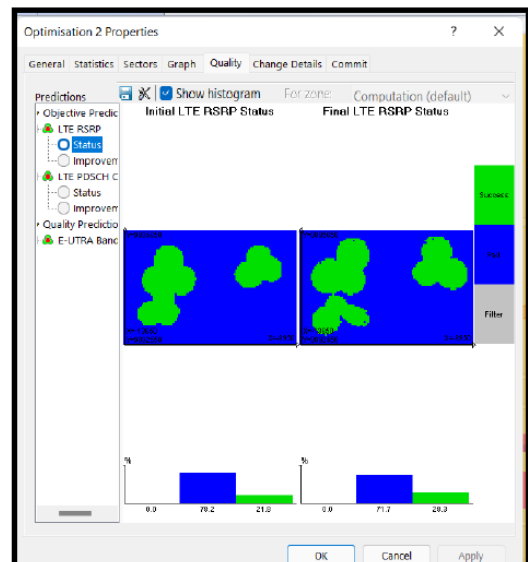 Optimisation 2 Properties ? ×
General Statistics Sectors Graph Quality Change Details Commit
Predictions
Show histogram For zone: Computation (default)
Objective Predic
LTE RSRP
Status
Improvem
LTE PDSCH C
Status
Improvem
Quality Predictio
E-UTRA Banc
Initial LTE RSRP Status Final LTE RSRP Status
Success
Fail
Filter
% %
0.0 78.2 21.8 0.0 71.7 28.3
OK Cancel Apply